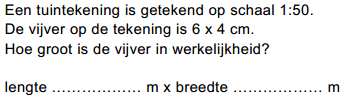 Een tuintekening is getekend op schaal 1:50.
De vijver op de tekening is 6 x 4 cm.
Hoe groot is de vijver in werkelijkheid?
lengte .................. m x breedte .................. m